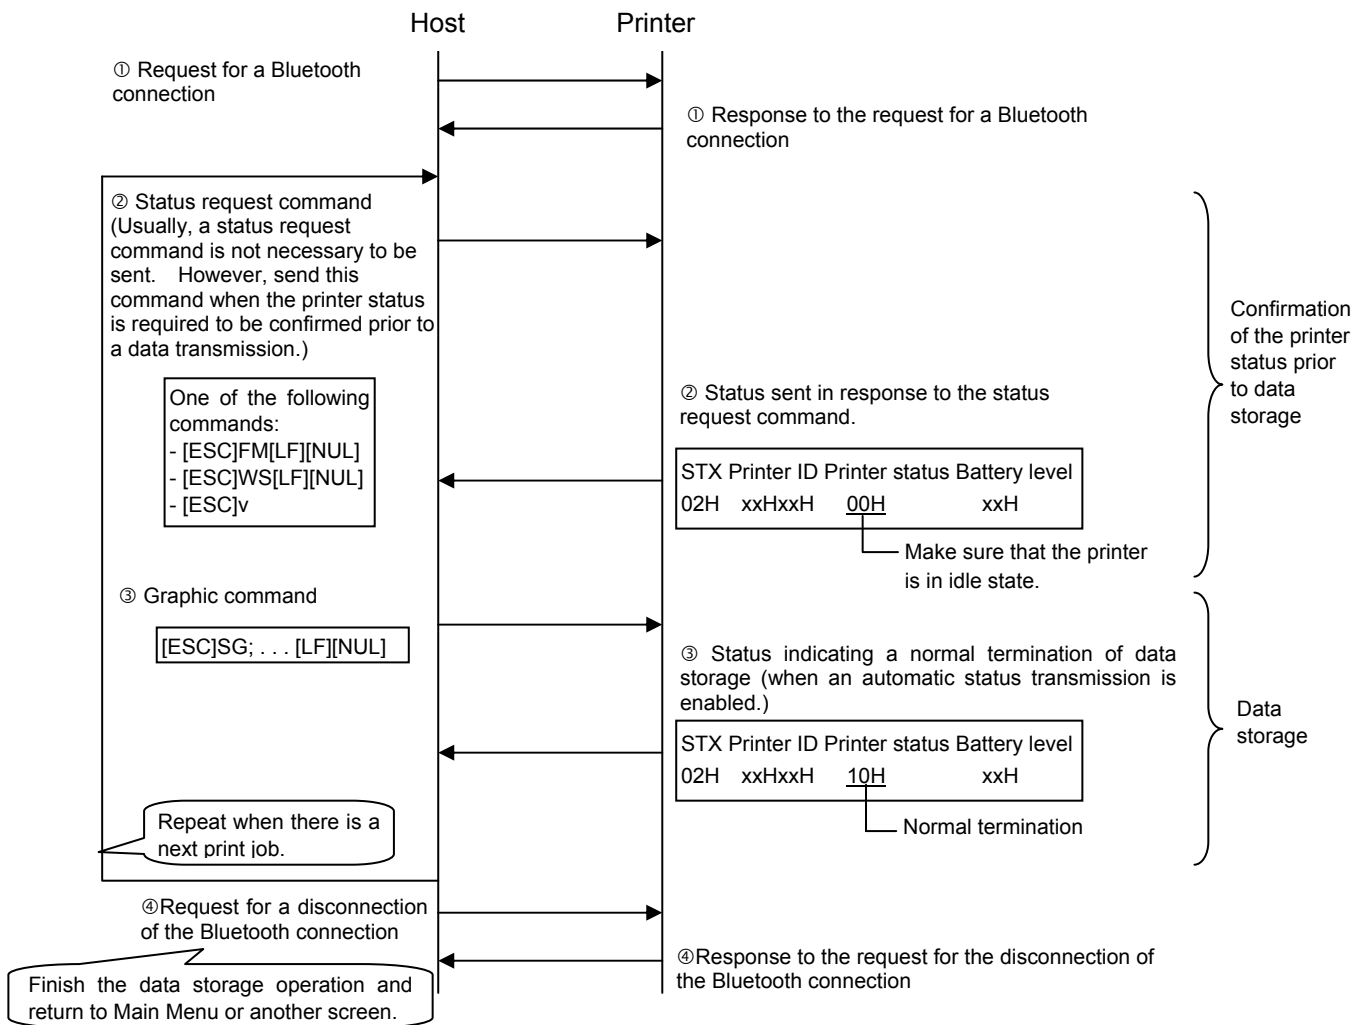 Host
Printer
① Request for a Bluetooth
connection
① Response to the request for a Bluetooth
connection
② Status request command
(Usually, a status request
command is not necessary to be
sent. However, send this
command when the printer status
is required to be confirmed prior to
a data transmission.)
One of the following
commands:
- [ESC]FM[LF][NUL]
- [ESC]WS[LF][NUL]
- [ESC]v
② Status sent in response to the status
request command.
STX Printer ID Printer status Battery level
02H xxHxxH 00H xxH
Make sure that the printer
is in idle state.
Confirmation
of the printer
status prior
to data
storage
③ Graphic command
[ESC]SG; . . . [LF][NUL]
③ Status indicating a normal termination of data
storage (when an automatic status transmission is
enabled.)
STX Printer ID Printer status Battery level
02H xxHxxH 10H xxH
Normal termination
Data
storage
Repeat when there is a
next print job.
④Request for a disconnection
of the Bluetooth connection
④Response to the request for the disconnection of
the Bluetooth connection
Finish the data storage operation and
return to Main Menu or another screen.